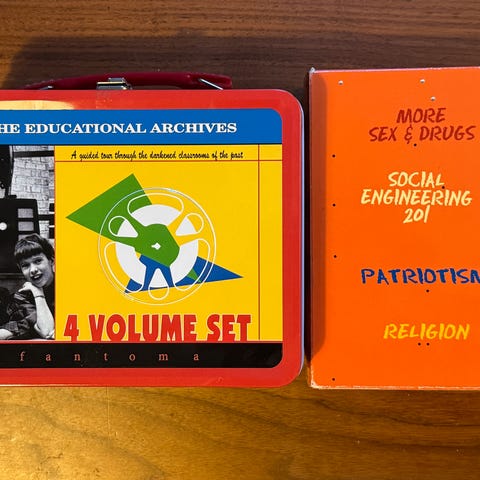 HE EDUCATIONAL ARCHIVES
A guided tour through the darkened classrooms of the past
4 VOLUME SET
fantoma
MORE
SEX & DRUGS
SOCIAL
ENGINEERING
201
PATRIOTISM
RELIGION